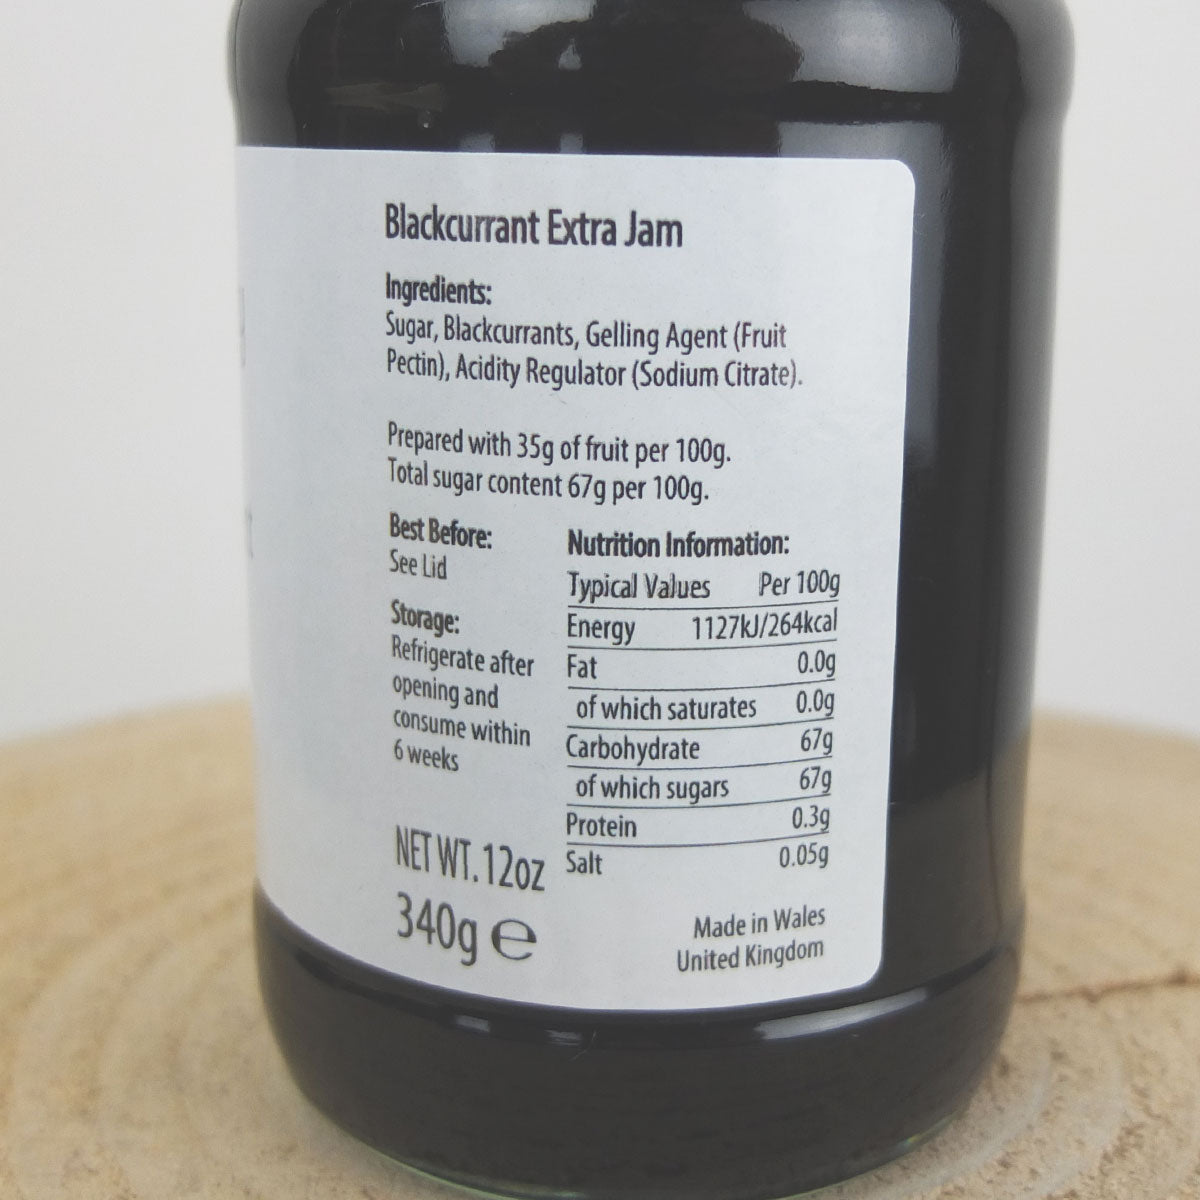 Blackcurrant Extra Jam
Ingredients:
Sugar, Blackcurrants, Gelling Agent (Fruit
Pectin), Acidity Regulator (Sodium Citrate).
Prepared with 35g of fruit per 100g.
Total sugar content 67g per 100g.
Best Before:
See Lid
Storage:
Refrigerate after
opening and
consume within
6 weeks
NET WT. 12oz
340g ℮
Nutrition Information:
Typical Values Per 100g
Energy 1127kJ/264kcal
Fat 0.0g
of which saturates 0.0g
Carbohydrate 67g
of which sugars 67g
Protein 0.3g
Salt 0.05g
Made in Wales
United Kingdom